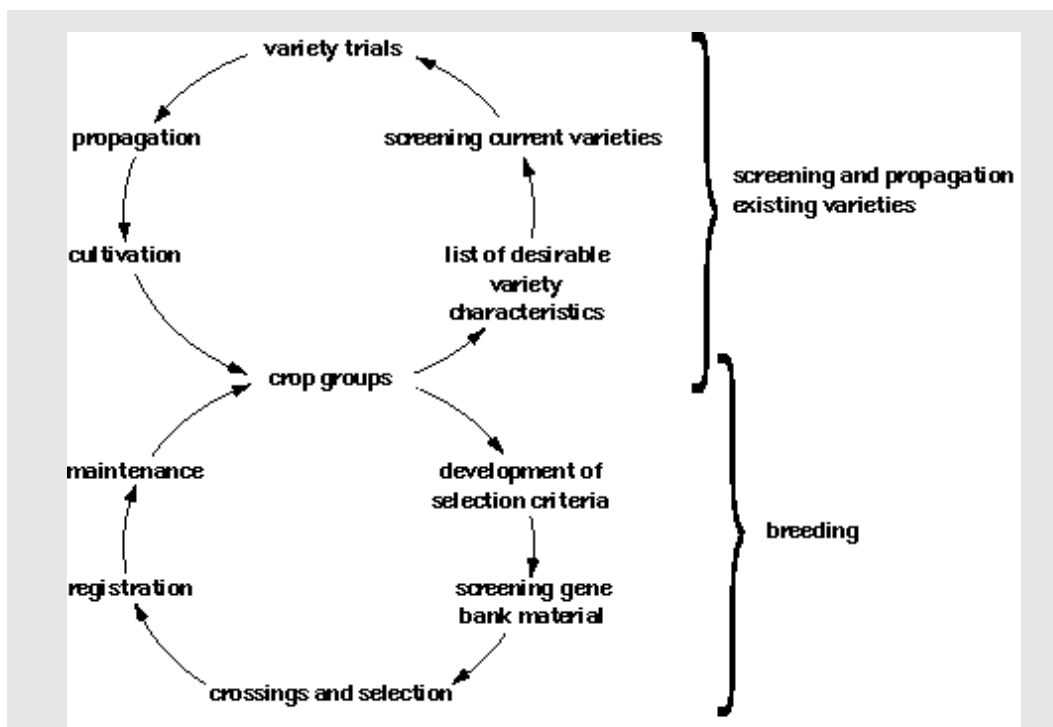 variety trials
propagation
screening current varieties
screening and propagation
existing varieties
cultivation
list of desirable
variety
characteristics
crop groups
maintenance
development of
selection criteria
breeding
registration
screening gene
bank material
crossings and selection